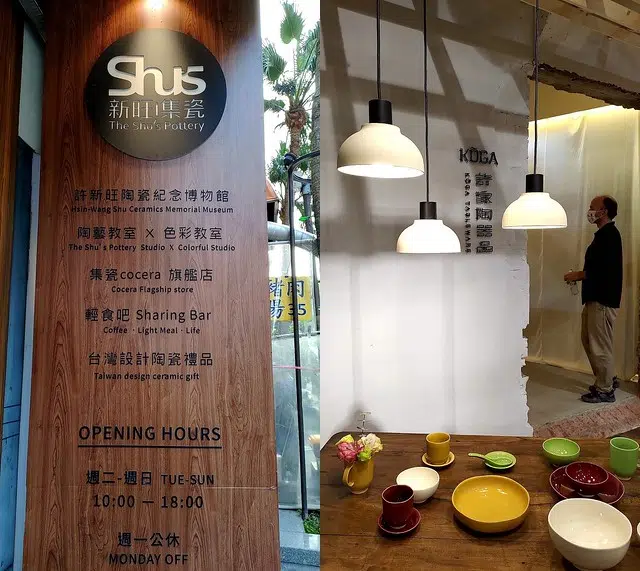 Shus
新旺集瓷
The Shu's Pottery
許新旺陶瓷紀念博物館
Hsin-Wang Shu Ceramics Memorial Museum
陶藝教室 X 色彩教室
The Shu's Pottery Studio X Colorful Studio
集瓷cocera 旗艦店
Cocera Flagship store
輕食吧 Sharing Bar
Coffee · Light Meal · Life
台灣設計陶瓷禮品
Taiwan design ceramic gift
OPENING HOURS
週二-週日 TUE-SUN
10:00 — 18:00
週一公休
MONDAY OFF
35
KOGA
許家陶器品
KOGA TABLEWARE